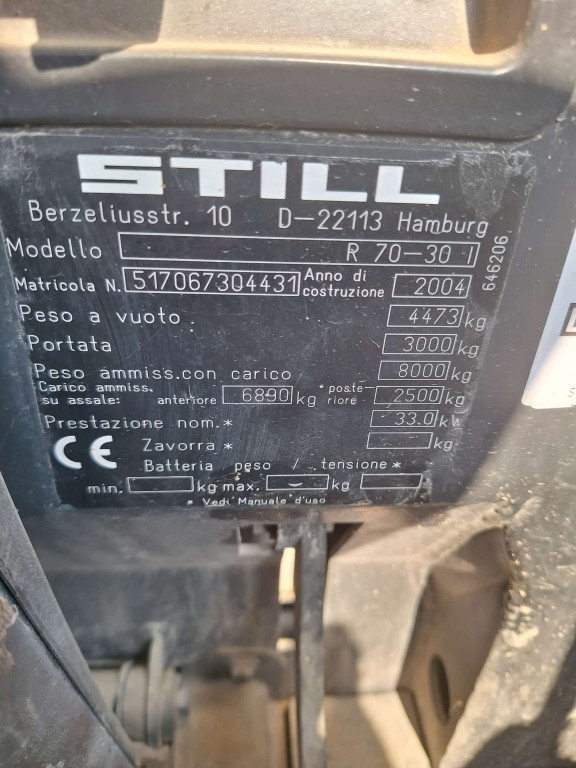 STILL
Berzeliusstr. 10 D-22113 Hamburg
Modello R 70-30 I
Matricola N. 517067304431 Anno di costruzione 2004
Peso a vuoto 4473 kg
Portata 3000 kg
Peso ammiss.con carico 8000 kg
Carico ammiss. su assale: anteriore 6890 kg * posteriore 2500 kg
Prestazione nom.* 33.0 kW
CE Zavorra * kg
Batteria peso / tensione *
min. kg max. – kg
* Vedi Manuale d'uso
646206